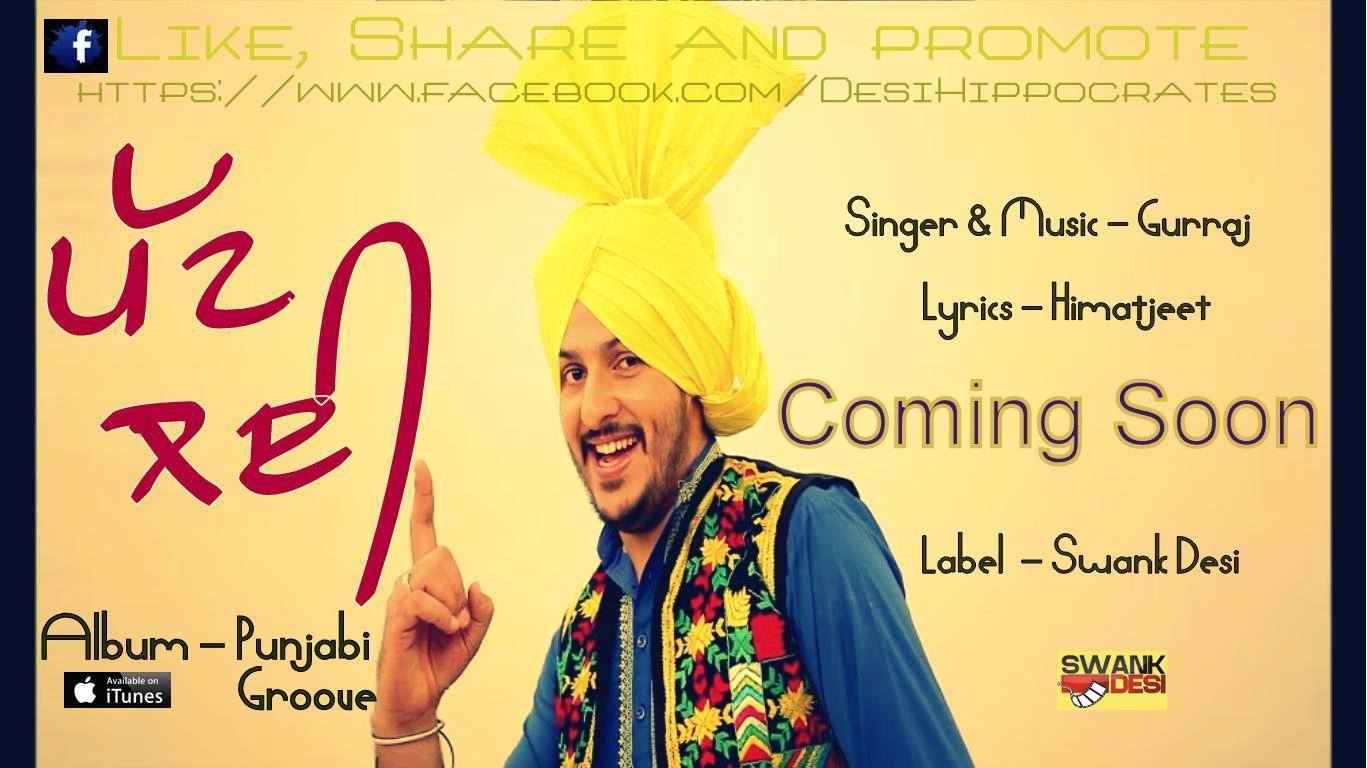 Like, Share and promote
https://www.facebook.com/DesiHippocrates
ਪੱਟ
ਲਈ
Singer & Music – Gurraj
Lyrics – Himatjeet
Coming Soon
Label – Swank Desi
Album – Punjabi
Groove
Available on
iTunes
SWANK
DESI